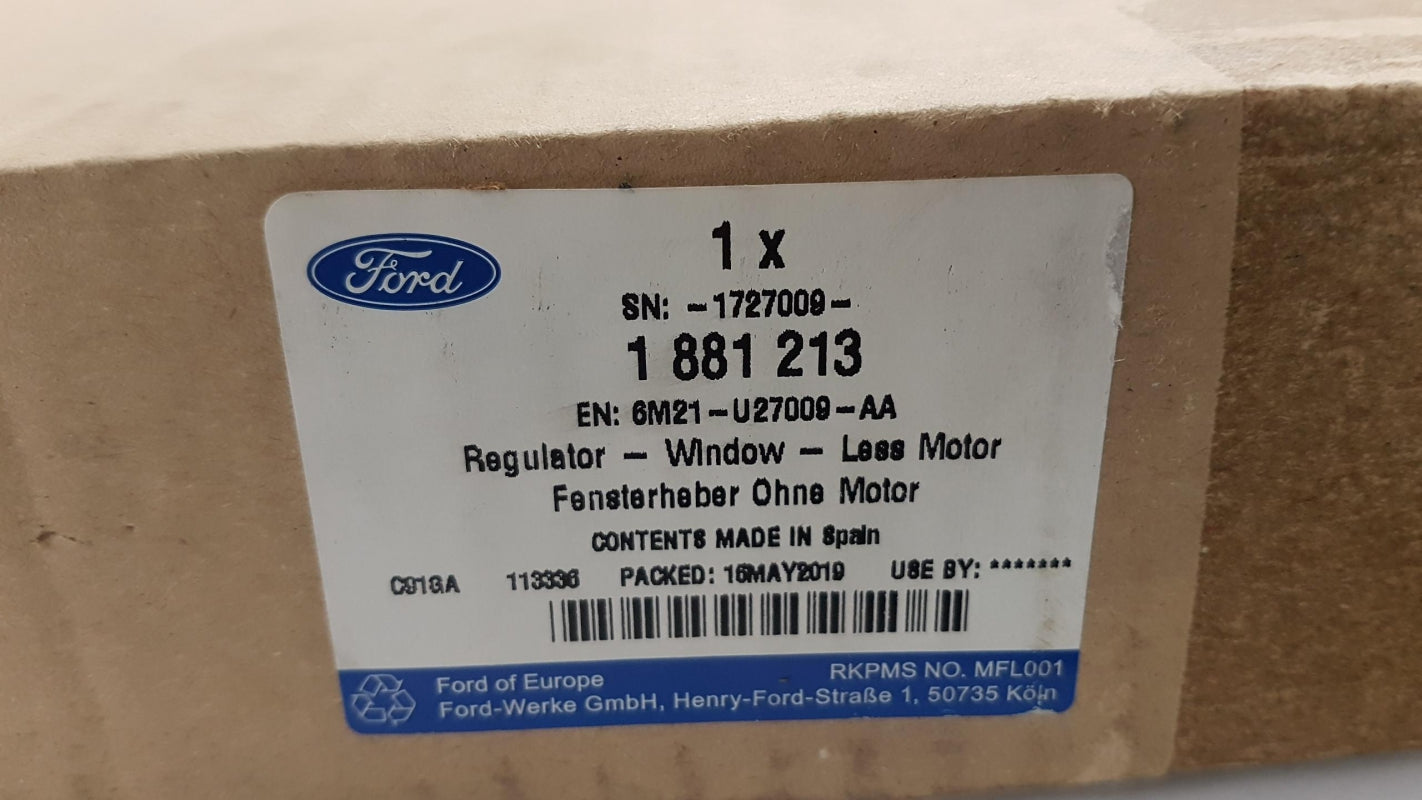 Ford
1 x
SN: -1727009-
1 881 213
EN: 6M21-U27009-AA
Regulator - Window - Less Motor
Fensterheber Ohne Motor
CONTENTS MADE IN Spain
C91GA 113336 PACKED: 16MAY2019 USE BY: *******
RKPMS NO. MFL001
Ford of Europe
Ford-Werke GmbH, Henry-Ford-Straße 1, 50735 Köln